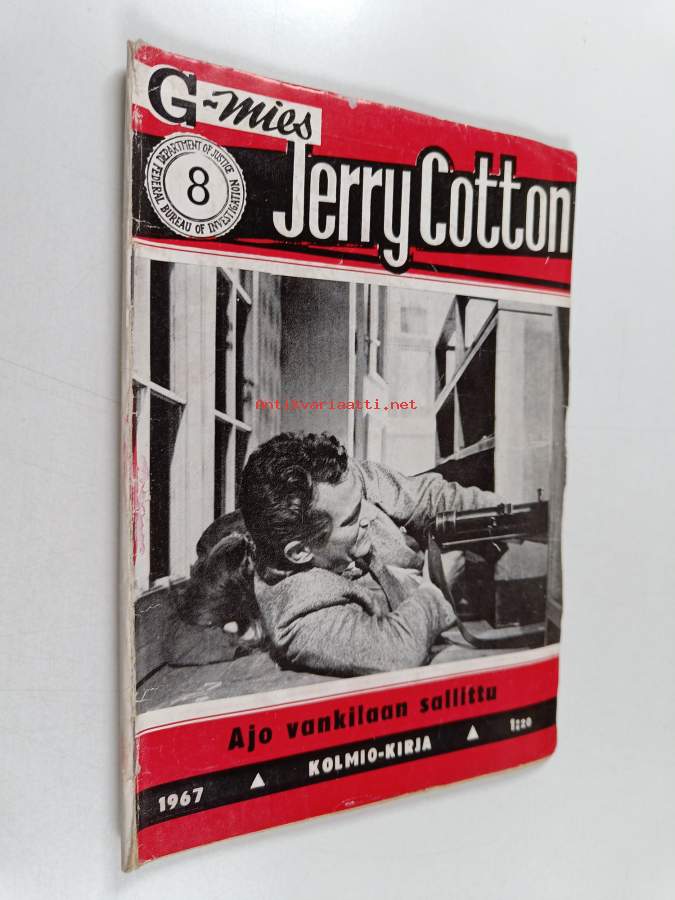 G-mies
Jerry Cotton
DEPARTMENT OF JUSTICE
8
FEDERAL BUREAU OF INVESTIGATION
Antikvariaatti.net
Ajo vankilaan sallittu
1967 ▲ KOLMIO-KIRJA ▲ 1:20